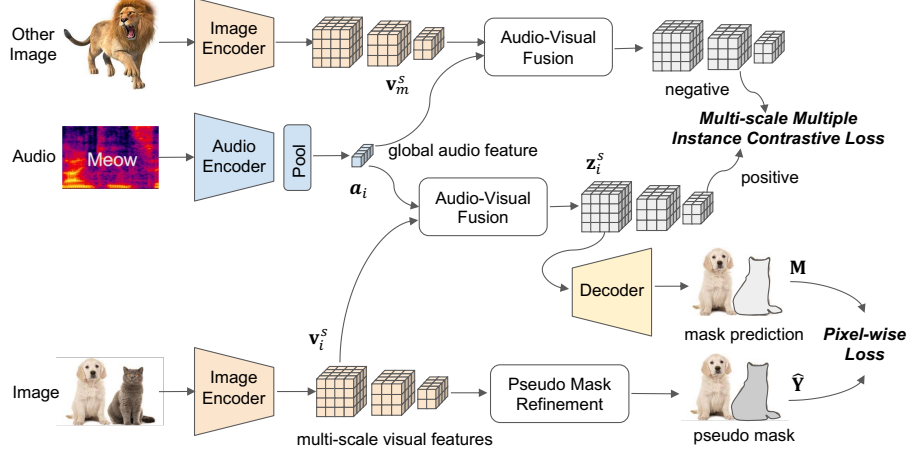 Other
Image
Image
Encoder
v_m^s
Audio-Visual
Fusion
negative
Multi-scale Multiple
Instance Contrastive Loss
Audio
Meow
Audio
Encoder
Pool
global audio feature
a_i
Audio-Visual
Fusion
z_i^s
positive
Decoder
M
mask prediction
Pixel-wise
Loss
v_i^s
Image
Image
Encoder
multi-scale visual features
Pseudo Mask
Refinement
Ŷ
pseudo mask